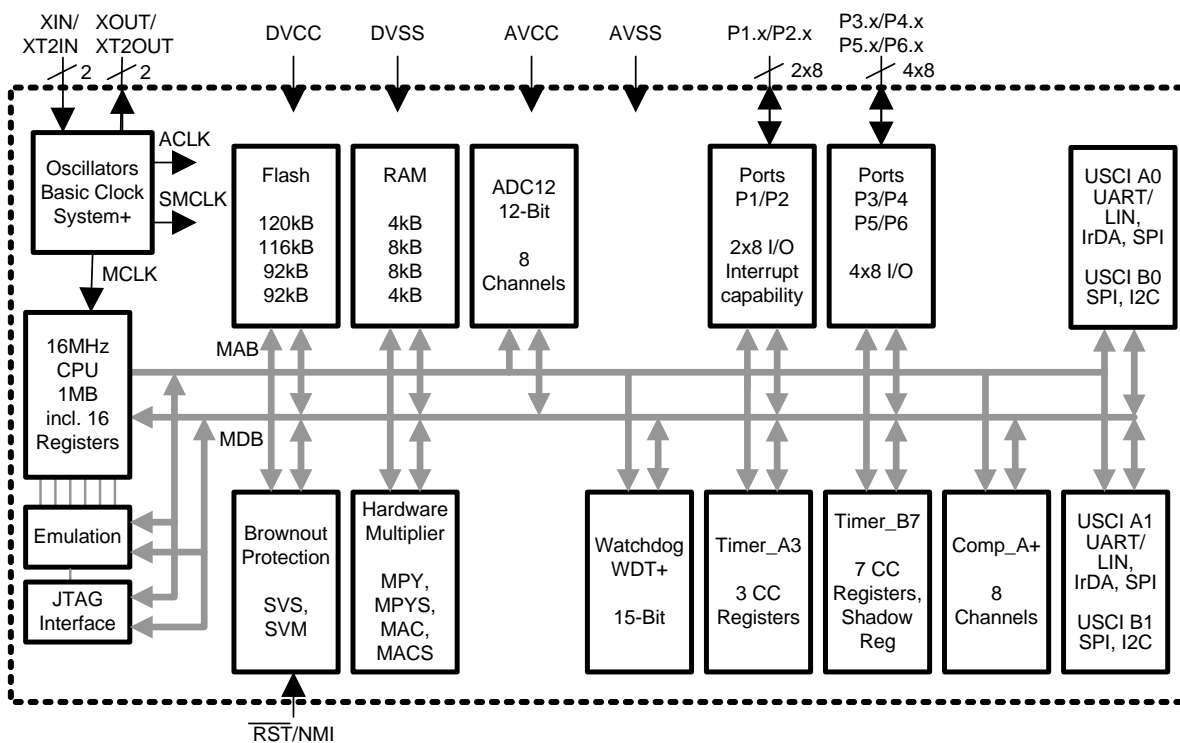 XIN/
XT2IN
XOUT/
XT2OUT
DVCC
DVSS
AVCC
AVSS
P1.x/P2.x
P3.x/P4.x
P5.x/P6.x
2
2
2x8
4x8
Oscillators
Basic Clock
System+
ACLK
SMCLK
MCLK
Flash
120kB
116kB
92kB
92kB
RAM
4kB
8kB
8kB
4kB
ADC12
12-Bit
8
Channels
Ports
P1/P2
2x8 I/O
Interrupt
capability
Ports
P3/P4
P5/P6
4x8 I/O
USCI A0
UART/
LIN,
IrDA, SPI
USCI B0
SPI, I2C
16MHz
CPU
1MB
incl. 16
Registers
MAB
MDB
Emulation
JTAG
Interface
Brownout
Protection
SVS,
SVM
Hardware
Multiplier
MPY,
MPYS,
MAC,
MACS
Watchdog
WDT+
15-Bit
Timer_A3
3 CC
Registers
Timer_B7
7 CC
Registers,
Shadow
Reg
Comp_A+
8
Channels
USCI A1
UART/
LIN,
IrDA, SPI
USCI B1
SPI, I2C
RST/NMI